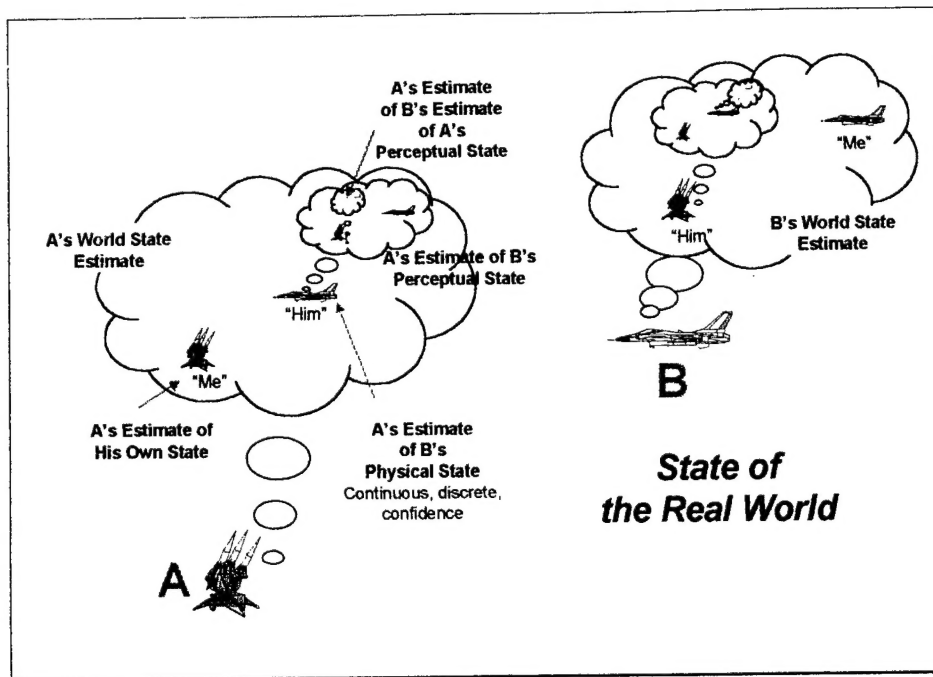 A's Estimate
of B's Estimate
of A's
Perceptual State
A's World State
Estimate
A's Estimate of B's
Perceptual State
"Him"
"Me"
A's Estimate of
His Own State
A's Estimate
of B's
Physical State
Continuous, discrete,
confidence
A
"Me"
"Him"
B's World State
Estimate
B
State of
the Real World